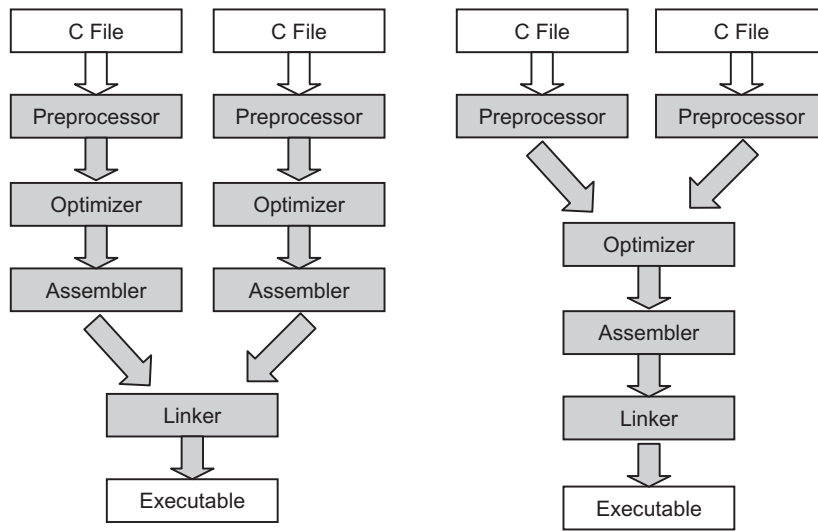 C File
C File
Preprocessor
Preprocessor
Optimizer
Optimizer
Assembler
Assembler
Linker
Executable
C File
C File
Preprocessor
Preprocessor
Optimizer
Assembler
Linker
Executable